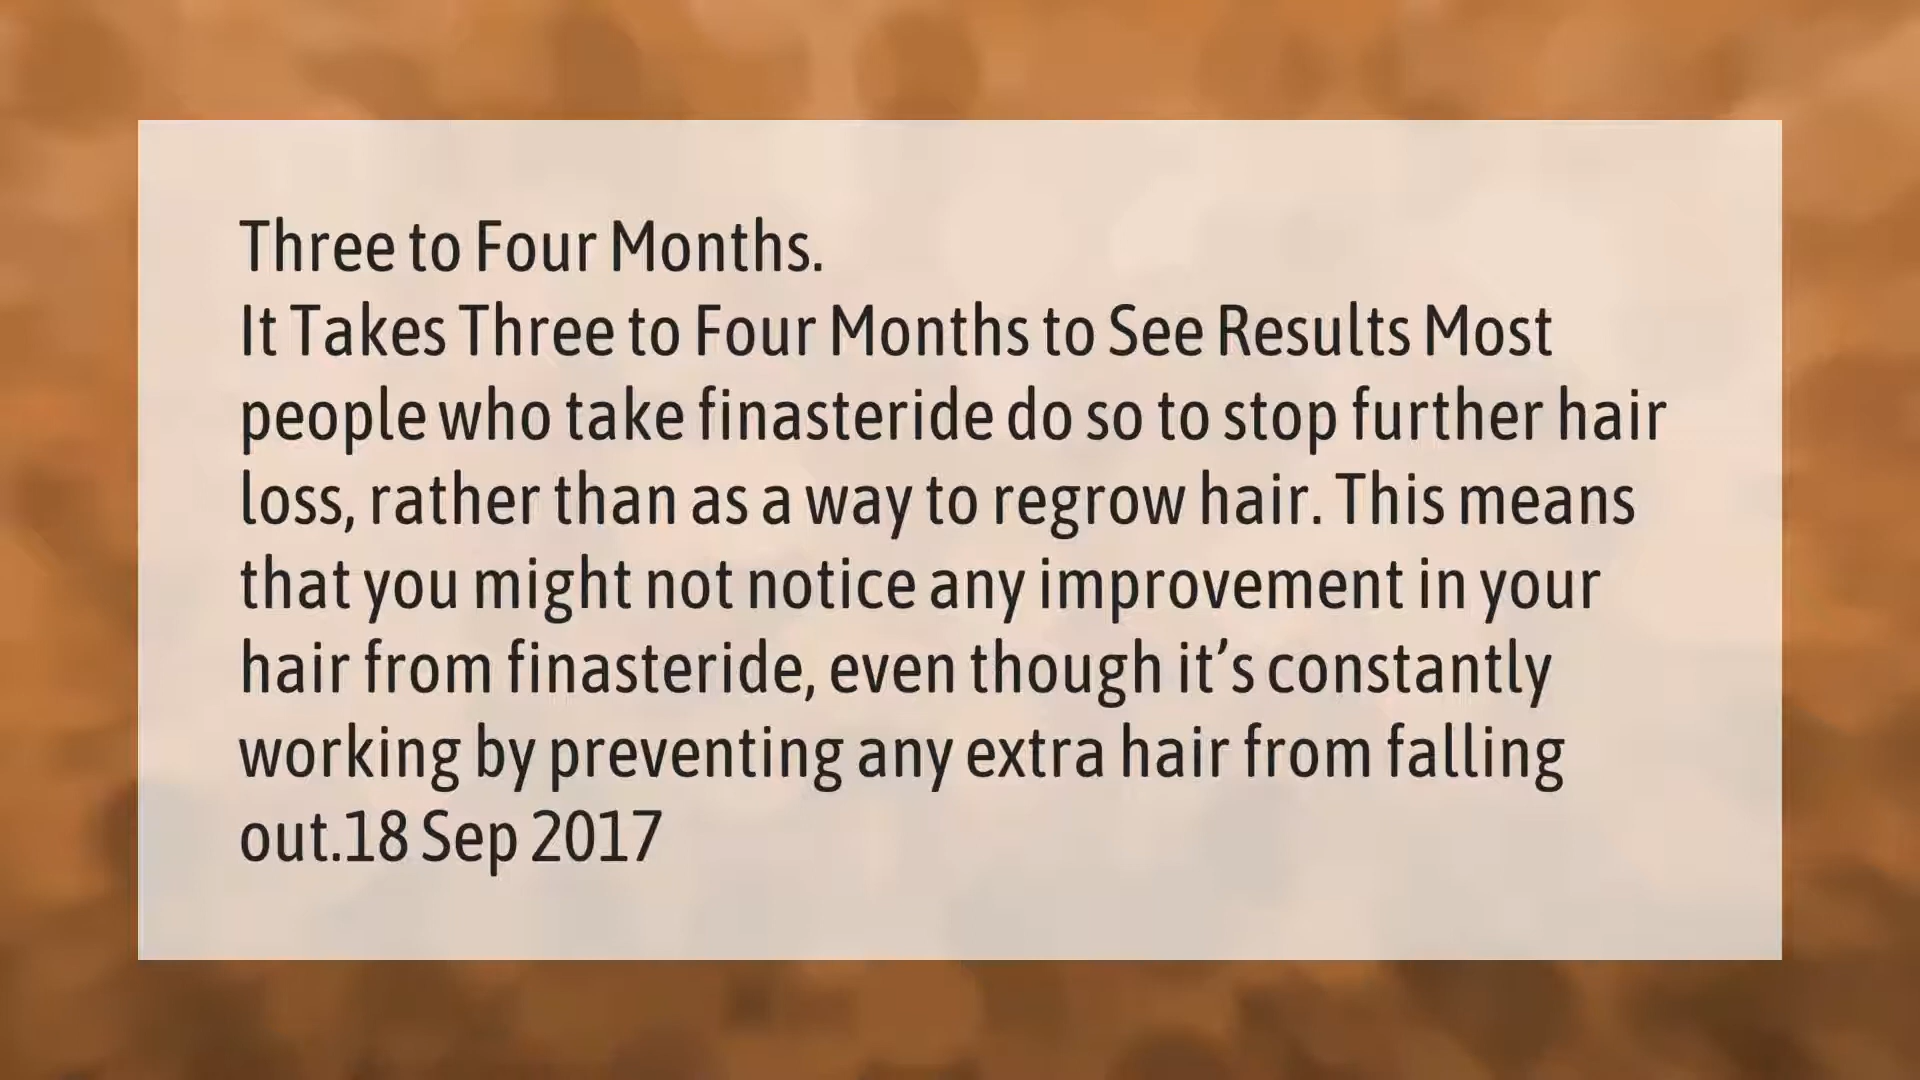 Three to Four Months.
It Takes Three to Four Months to See Results Most
people who take finasteride do so to stop further hair
loss, rather than as a way to regrow hair. This means
that you might not notice any improvement in your
hair from finasteride, even though it’s constantly
working by preventing any extra hair from falling
out.18 Sep 2017